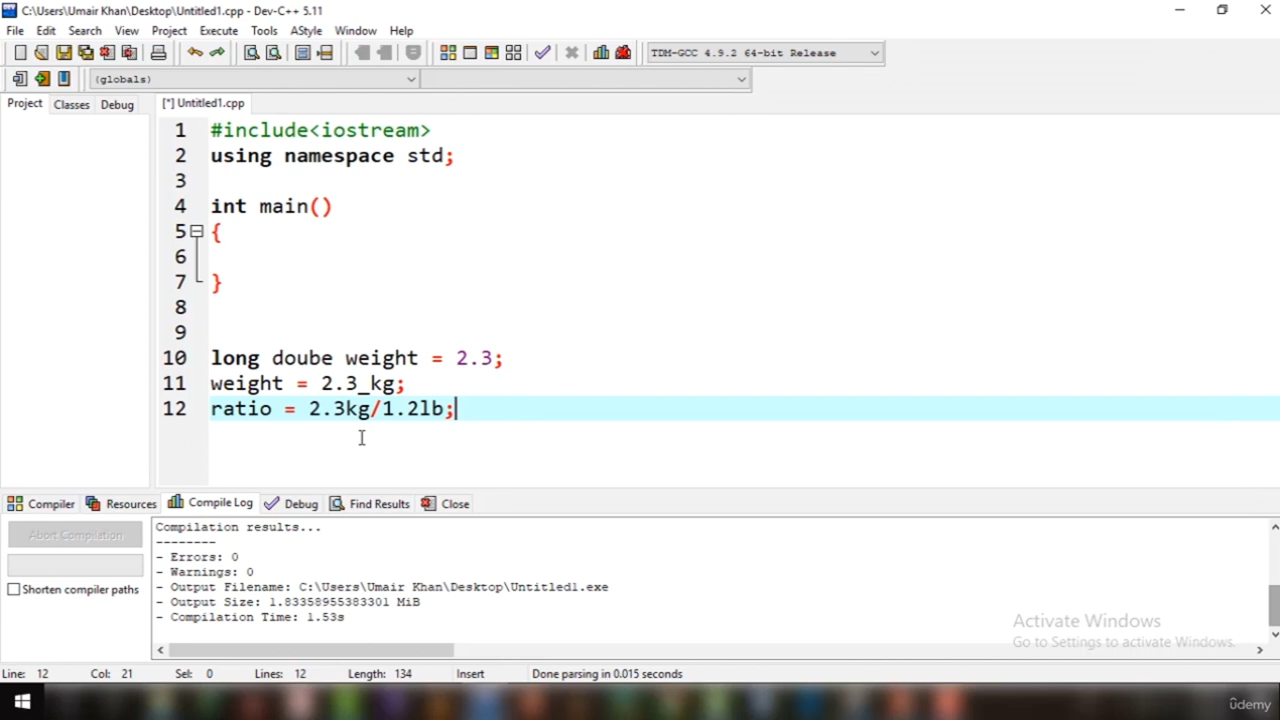 C:\Users\Umair Khan\Desktop\Untitled1.cpp - Dev-C++ 5.11
File Edit Search View Project Execute Tools AStyle Window Help
TDM-GCC 4.9.2 64-bit Release
(globals)
Project Classes Debug [*] Untitled1.cpp
1 #include<iostream>
2 using namespace std;
3
4 int main()
5 {
6
7 }
8
9
10 long doube weight = 2.3;
11 weight = 2.3_kg;
12 ratio = 2.3kg/1.2lb;
Compiler Resources Compile Log Debug Find Results Close
Abort Compilation
Shorten compiler paths
Compilation results...
--------
- Errors: 0
- Warnings: 0
- Output Filename: C:\Users\Umair Khan\Desktop\Untitled1.exe
- Output Size: 1.83358955383301 MiB
- Compilation Time: 1.53s
Activate Windows
Go to Settings to activate Windows.
Line: 12 Col: 21 Sel: 0 Lines: 12 Length: 134 Insert Done parsing in 0.015 seconds
ûdemy